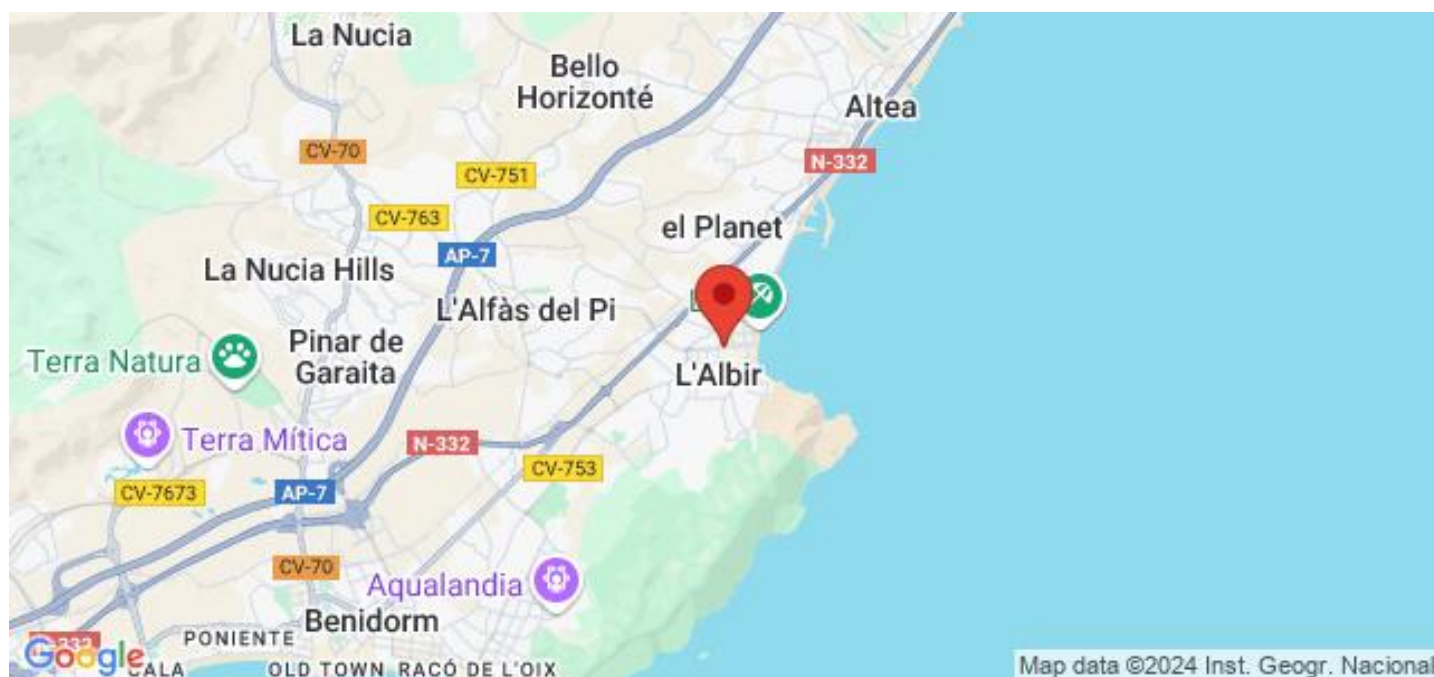 La Nucia
Bello
Horizonté
Altea
CV-70
N-332
CV-751
CV-763
el Planet
AP-7
La Nucia Hills
L'Alfàs del Pi
Terra Natura
Pinar de
Garaita
L'Albir
Terra Mítica
N-332
CV-753
CV-7673
AP-7
CV-70
Aqualandia
Benidorm
PONIENTE
Google
CALA
OLD TOWN
RACÓ DE L'OIX
Map data ©2024 Inst. Geogr. Nacional